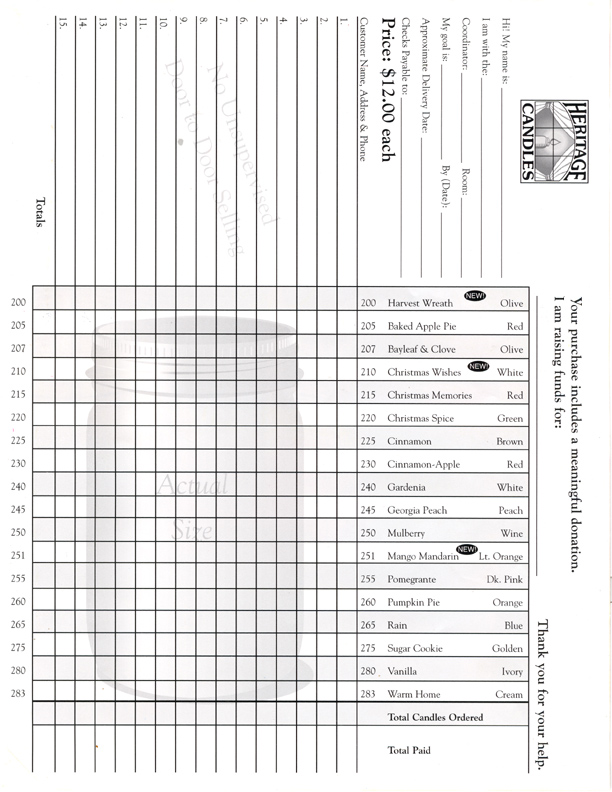 HERITAGE
CANDLES
Your purchase includes a meaningful donation.
I am raising funds for:
Thank you for your help.
Hi! My name is:
I am with the:
Coordinator: Room:
My goal is: By (Date):
Approximate Delivery Date:
Checks Payable to:
Price: $12.00 each
Customer Name, Address & Phone
1.
2.
3.
4.
5.
6.
7.
8.
9.
10.
11.
12.
13.
14.
15.
Totals
No Unsupervised
Door to Door Selling
Actual
Size
200 200 Harvest Wreath NEW! Olive
205 205 Baked Apple Pie Red
207 207 Bayleaf & Clove Olive
210 210 Christmas Wishes NEW! White
215 215 Christmas Memories Red
220 220 Christmas Spice Green
225 225 Cinnamon Brown
230 230 Cinnamon-Apple Red
240 240 Gardenia White
245 245 Georgia Peach Peach
250 250 Mulberry Wine
251 251 Mango Mandarin NEW! Lt. Orange
255 255 Pomegrante Dk. Pink
260 260 Pumpkin Pie Orange
265 265 Rain Blue
275 275 Sugar Cookie Golden
280 280 Vanilla Ivory
283 283 Warm Home Cream
Total Candles Ordered
Total Paid